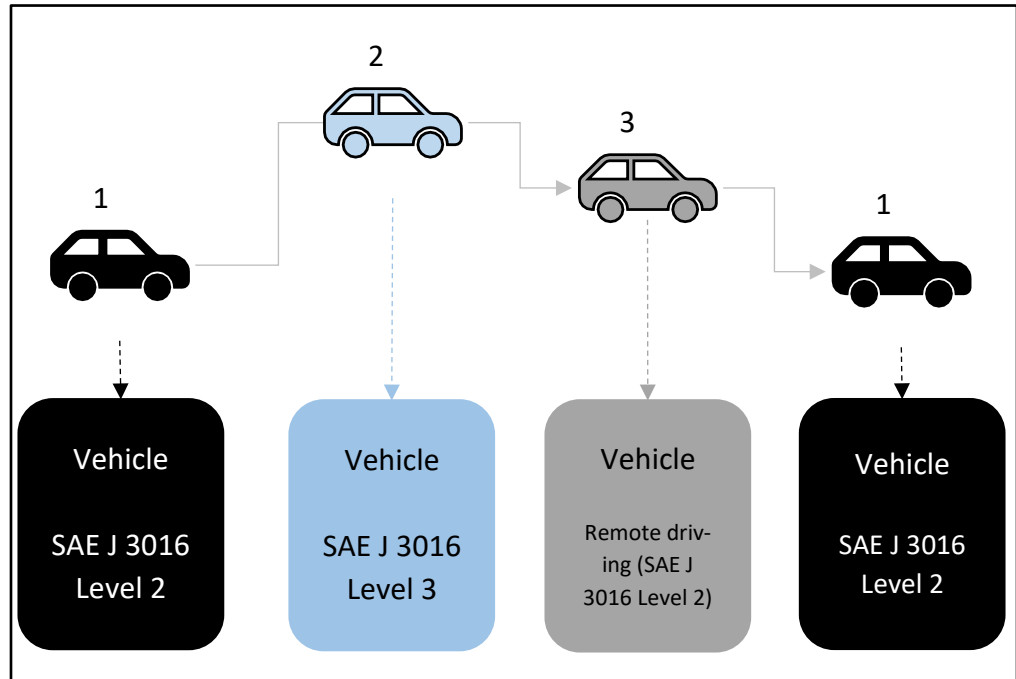 2
3
1
1
Vehicle
SAE J 3016
Level 2
Vehicle
SAE J 3016
Level 3
Vehicle
Remote driv-
ing (SAE J
3016 Level 2)
Vehicle
SAE J 3016
Level 2